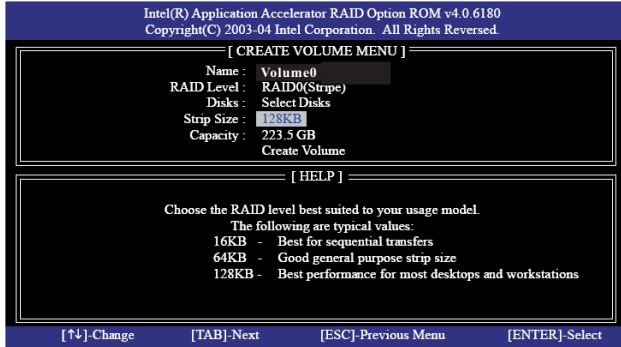 Intel(R) Application Accelerator RAID Option ROM v4.0.6180
Copyright(C) 2003-04 Intel Corporation. All Rights Reversed.
[ CREATE VOLUME MENU ]
Name : Volume0
RAID Level : RAID0(Stripe)
Disks : Select Disks
Strip Size : 128KB
Capacity : 223.5 GB
Create Volume
[ HELP ]
Choose the RAID level best suited to your usage model.
The following are typical values:
16KB - Best for sequential transfers
64KB - Good general purpose strip size
128KB - Best performance for most desktops and workstations
[↑↓]-Change [TAB]-Next [ESC]-Previous Menu [ENTER]-Select